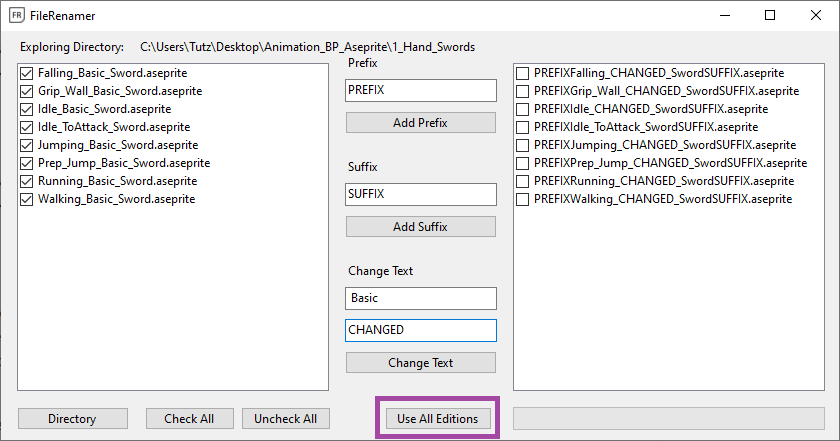 FR FileRenamer
Exploring Directory: C:\Users\Tutz\Desktop\Animation_BP_Aseprite\1_Hand_Swords
Falling_Basic_Sword.aseprite
Grip_Wall_Basic_Sword.aseprite
Idle_Basic_Sword.aseprite
Idle_ToAttack_Sword.aseprite
Jumping_Basic_Sword.aseprite
Prep_Jump_Basic_Sword.aseprite
Running_Basic_Sword.aseprite
Walking_Basic_Sword.aseprite
Prefix
PREFIX
Add Prefix
Suffix
SUFFIX
Add Suffix
Change Text
Basic
CHANGED
Change Text
PREFIXFalling_CHANGED_SwordSUFFIX.aseprite
PREFIXGrip_Wall_CHANGED_SwordSUFFIX.aseprite
PREFIXIdle_CHANGED_SwordSUFFIX.aseprite
PREFIXIdle_ToAttack_SwordSUFFIX.aseprite
PREFIXJumping_CHANGED_SwordSUFFIX.aseprite
PREFIXPrep_Jump_CHANGED_SwordSUFFIX.aseprite
PREFIXRunning_CHANGED_SwordSUFFIX.aseprite
PREFIXWalking_CHANGED_SwordSUFFIX.aseprite
Directory Check All Uncheck All Use All Editions